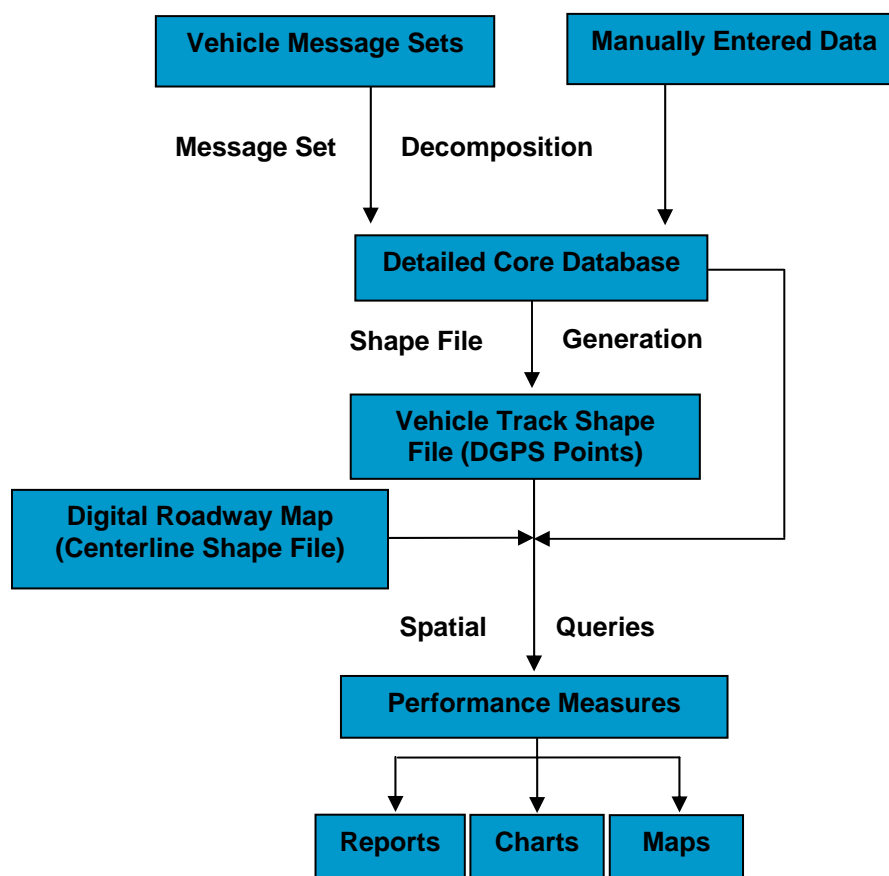 Vehicle Message Sets
Manually Entered Data
Message Set Decomposition
Detailed Core Database
Shape File Generation
Vehicle Track Shape
File (DGPS Points)
Digital Roadway Map
(Centerline Shape File)
Spatial Queries
Performance Measures
Reports
Charts
Maps